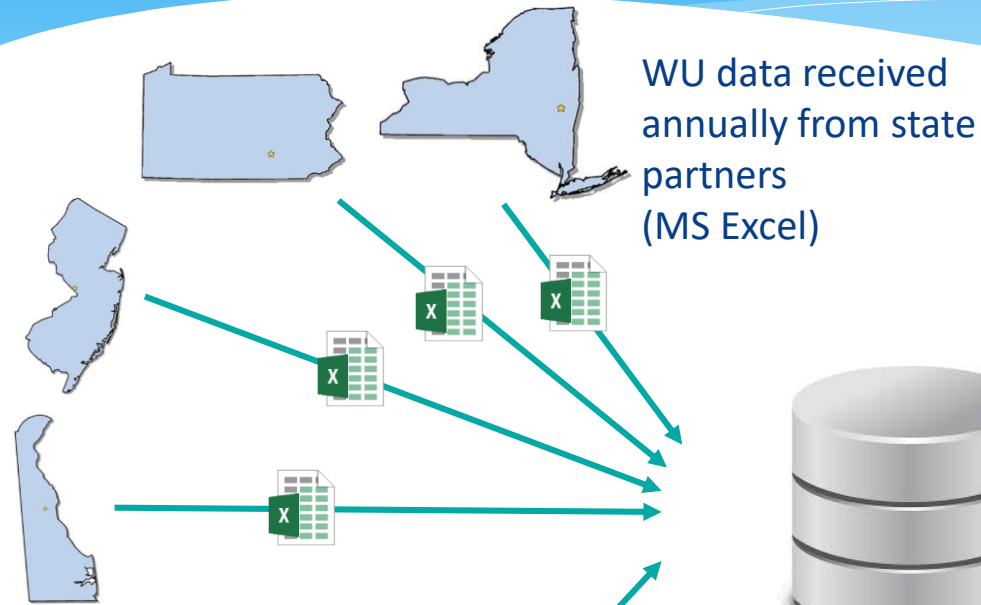 WU data received
annually from state
partners
(MS Excel)
X
X
X
X